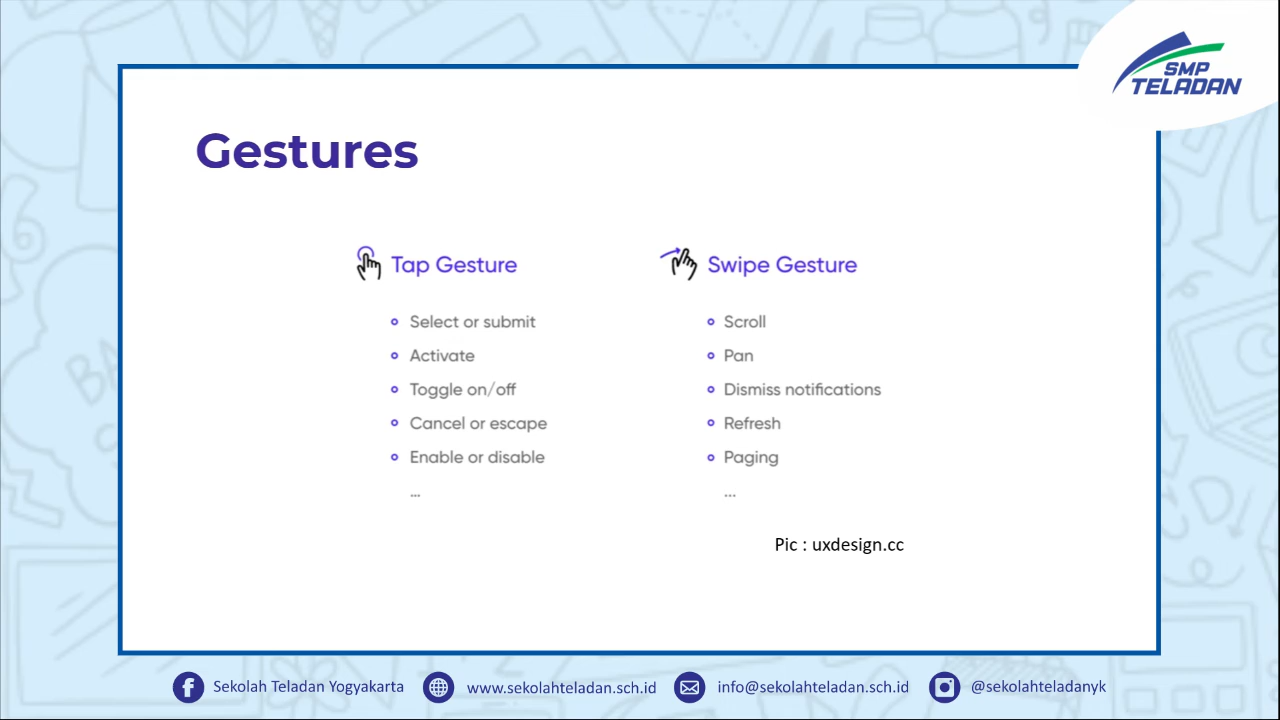 SMP
TELADAN
Gestures
Tap Gesture
Select or submit
Activate
Toggle on/off
Cancel or escape
Enable or disable
...
Swipe Gesture
Scroll
Pan
Dismiss notifications
Refresh
Paging
...
Pic : uxdesign.cc
Sekolah Teladan Yogyakarta
www.sekolahteladan.sch.id
info@sekolahteladan.sch.id
@sekolahteladanyk